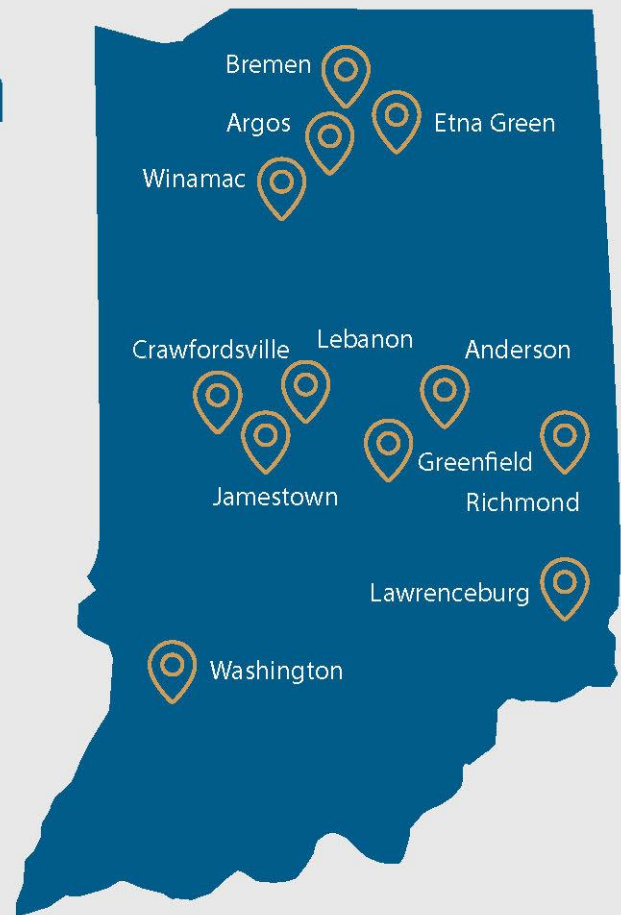 Bremen
Argos
Etna Green
Winamac
Crawfordsville
Lebanon
Anderson
Jamestown
Greenfield
Richmond
Lawrenceburg
Washington